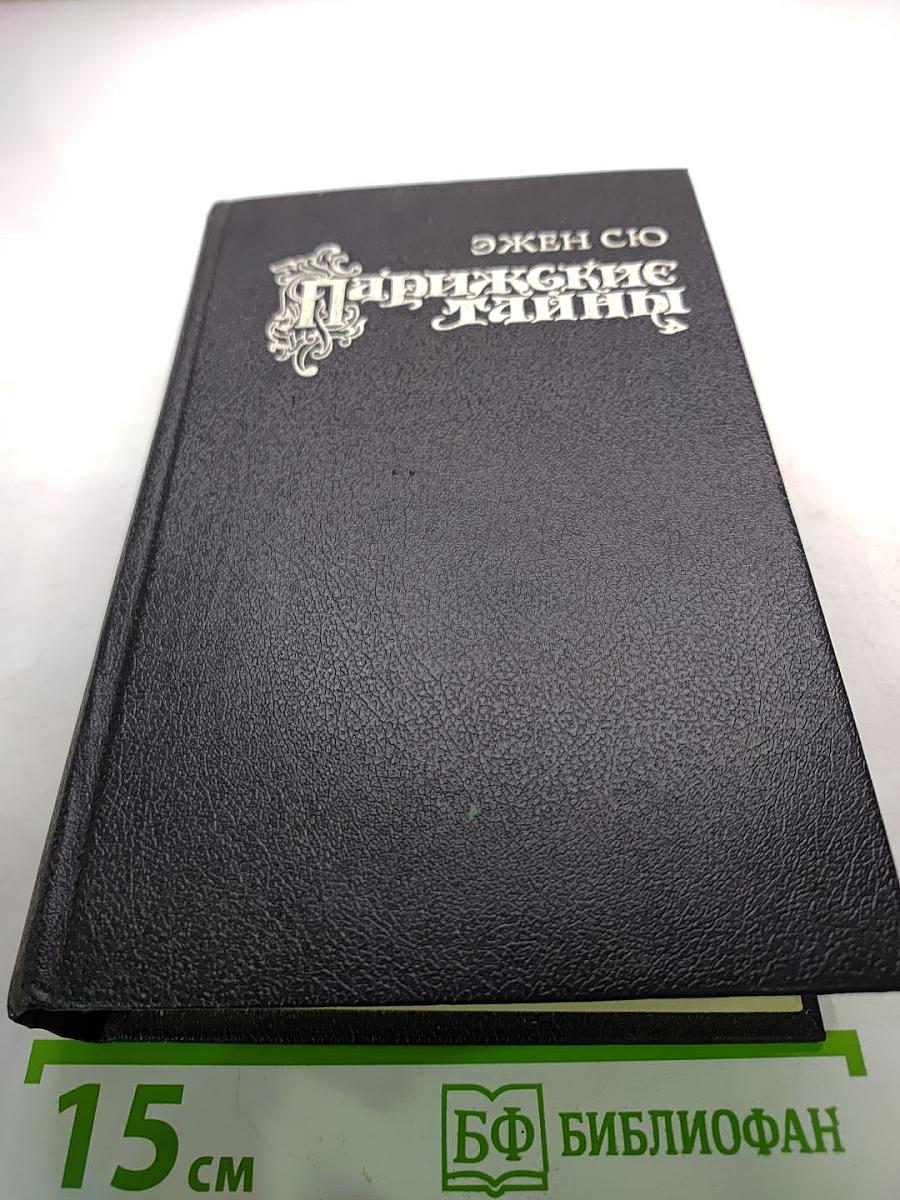 ЭЖЕН СЮ
Парижские
тайны
15 см
БФ БИБЛИОФАН